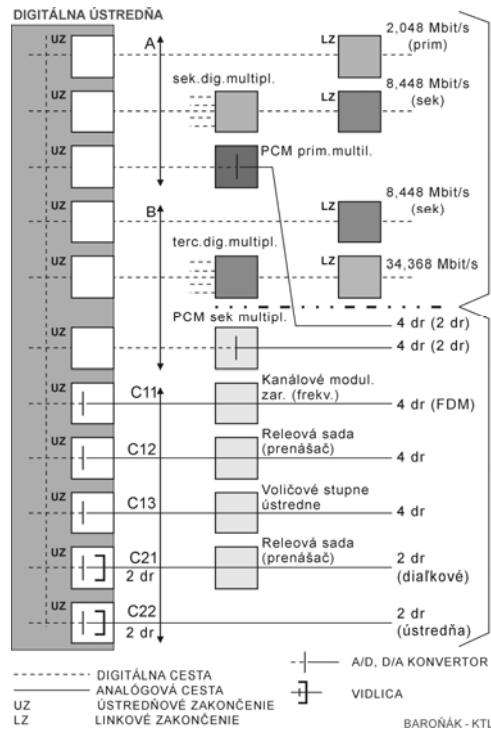 DIGITÁLNA ÚSTREDŇA
UZ
A
LZ
2,048 Mbit/s
(prim)
UZ
sek.dig.multipl.
LZ
8,448 Mbit/s
(sek)
UZ
PCM prim.multil.
UZ
B
LZ
8,448 Mbit/s
(sek)
UZ
terc.dig.multipl.
LZ
34,368 Mbit/s
PCM sek multipl.
4 dr (2 dr)
UZ
4 dr (2 dr)
UZ
C11
Kanálové modul.
zar. (frekv.)
4 dr (FDM)
UZ
C12
Releová sada
(prenášač)
4 dr
UZ
C13
Voličové stupne
ústredne
4 dr
UZ
C21
2 dr
Releová sada
(prenášač)
2 dr
(diaľkové)
UZ
C22
2 dr
2 dr
(ústredňa)
DIGITÁLNA CESTA
ANALÓGOVÁ CESTA
UZ ÚSTREDŇOVÉ ZAKONČENIE
LZ LINKOVÉ ZAKONČENIE
A/D, D/A KONVERTOR
VIDLICA
BAROŇÁK - KTL